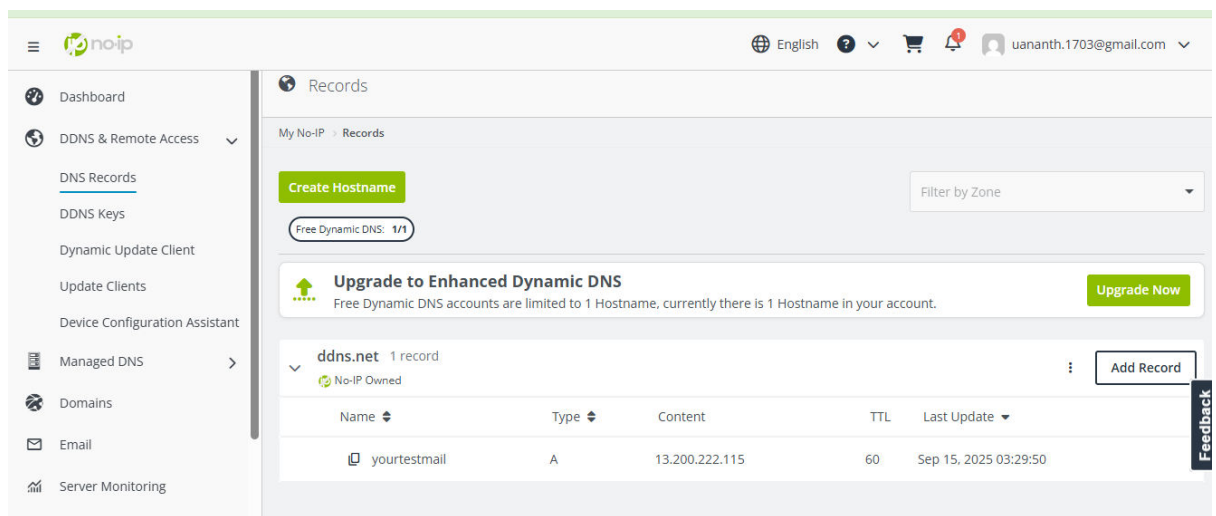 no-ip
English
uananth.1703@gmail.com
1
Dashboard
DDNS & Remote Access
DNS Records
DDNS Keys
Dynamic Update Client
Update Clients
Device Configuration Assistant
Managed DNS
Domains
Email
Server Monitoring
Records
My No-IP > Records
Create Hostname
Filter by Zone
Free Dynamic DNS: 1/1
Upgrade to Enhanced Dynamic DNS
Free Dynamic DNS accounts are limited to 1 Hostname, currently there is 1 Hostname in your account.
Upgrade Now
ddns.net 1 record
No-IP Owned
Add Record
Name Type Content TTL Last Update
yourtestmail A 13.200.222.115 60 Sep 15, 2025 03:29:50
Feedback